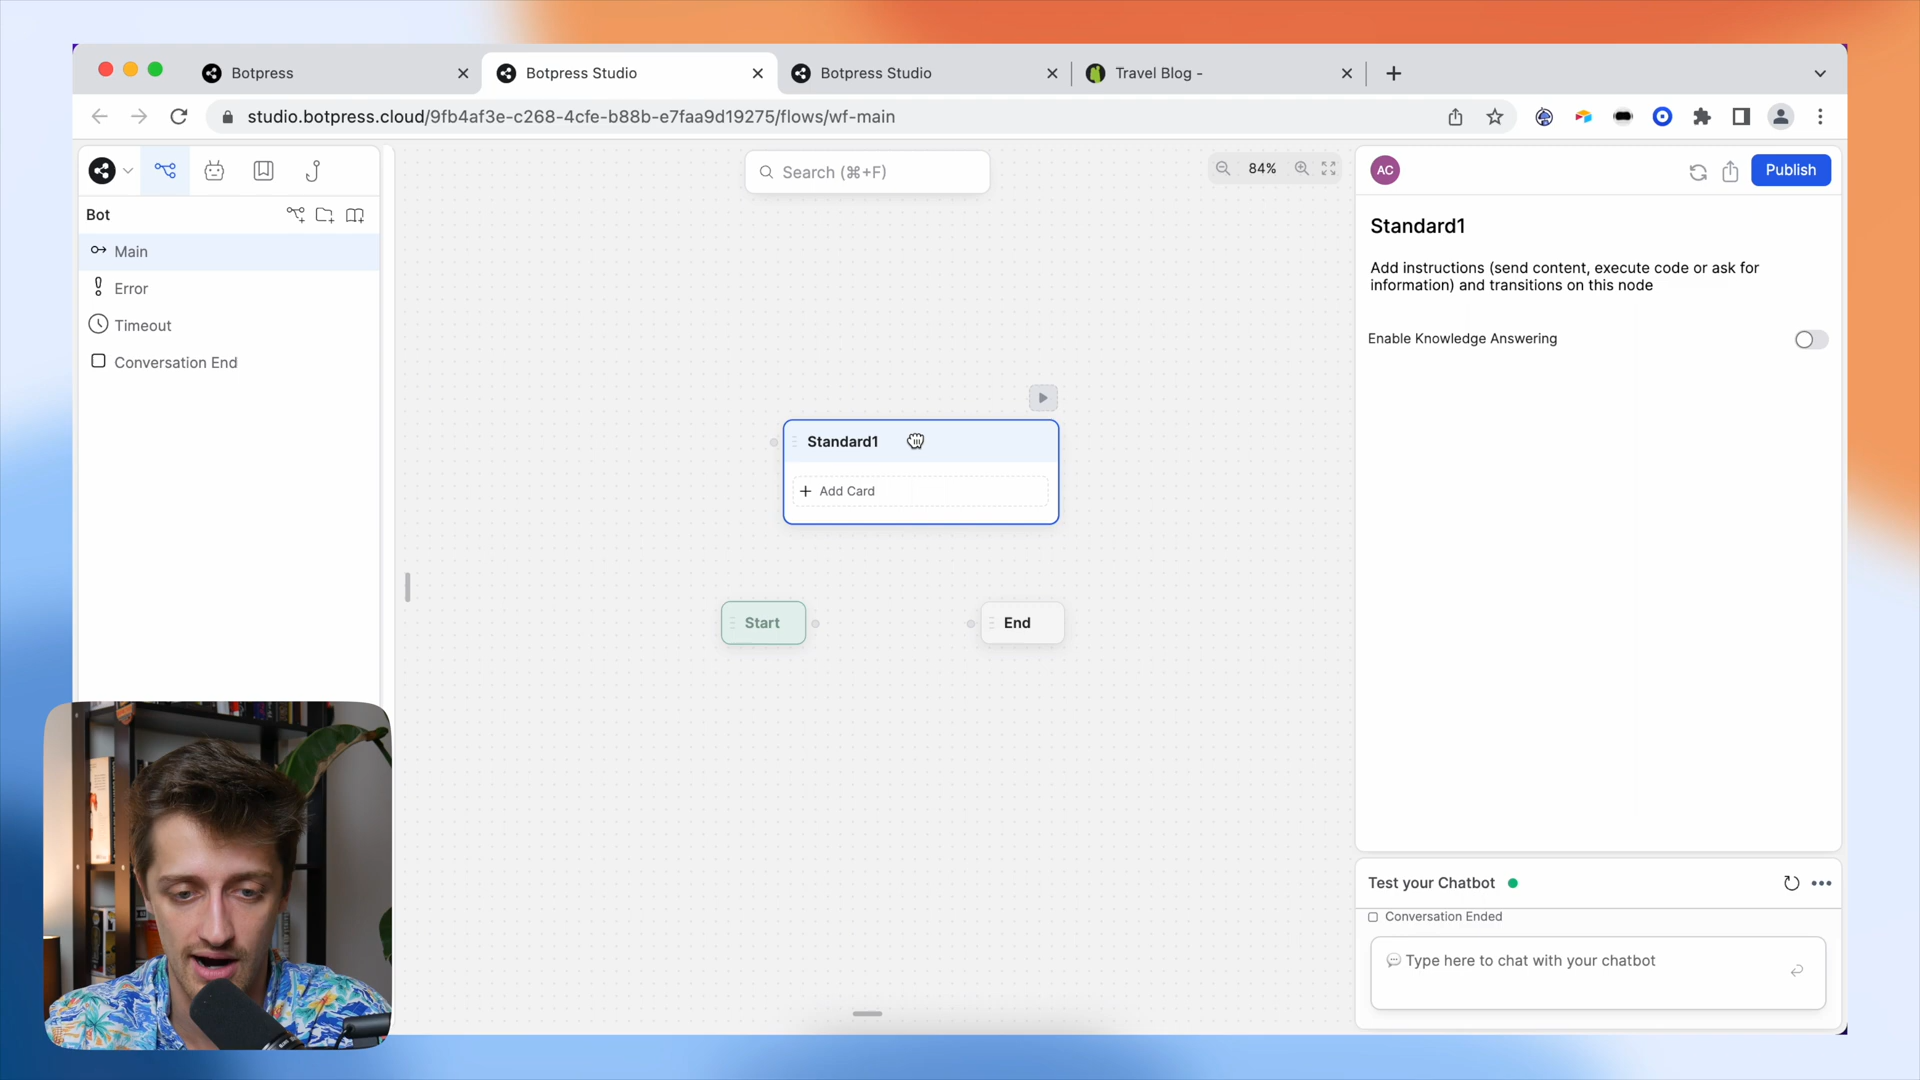 Botpress
Botpress Studio
Botpress Studio
Travel Blog -
studio.botpress.cloud/9fb4af3e-c268-4cfe-b88b-e7faa9d19275/flows/wf-main
Search (⌘+F)
84%
AC
Publish
Bot
Main
Error
Timeout
Conversation End
Standard1
Add Card
Start
End
Standard1
Add instructions (send content, execute code or ask for
information) and transitions on this node
Enable Knowledge Answering
Test your Chatbot
Conversation Ended
Type here to chat with your chatbot